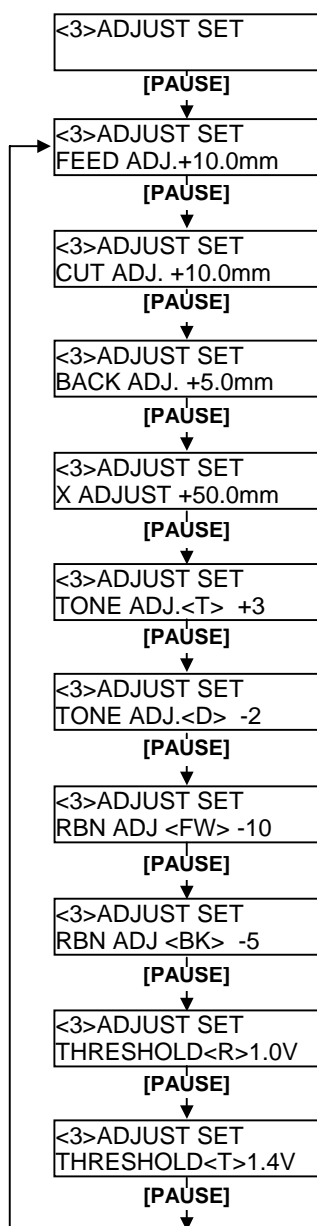 <3>ADJUST SET
[PAUSE]
<3>ADJUST SET
FEED ADJ.+10.0mm
[PAUSE]
<3>ADJUST SET
CUT ADJ. +10.0mm
[PAUSE]
<3>ADJUST SET
BACK ADJ. +5.0mm
[PAUSE]
<3>ADJUST SET
X ADJUST +50.0mm
[PAUSE]
<3>ADJUST SET
TONE ADJ.<T> +3
[PAUSE]
<3>ADJUST SET
TONE ADJ.<D> -2
[PAUSE]
<3>ADJUST SET
RBN ADJ <FW> -10
[PAUSE]
<3>ADJUST SET
RBN ADJ <BK> -5
[PAUSE]
<3>ADJUST SET
THRESHOLD<R>1.0V
[PAUSE]
<3>ADJUST SET
THRESHOLD<T>1.4V
[PAUSE]